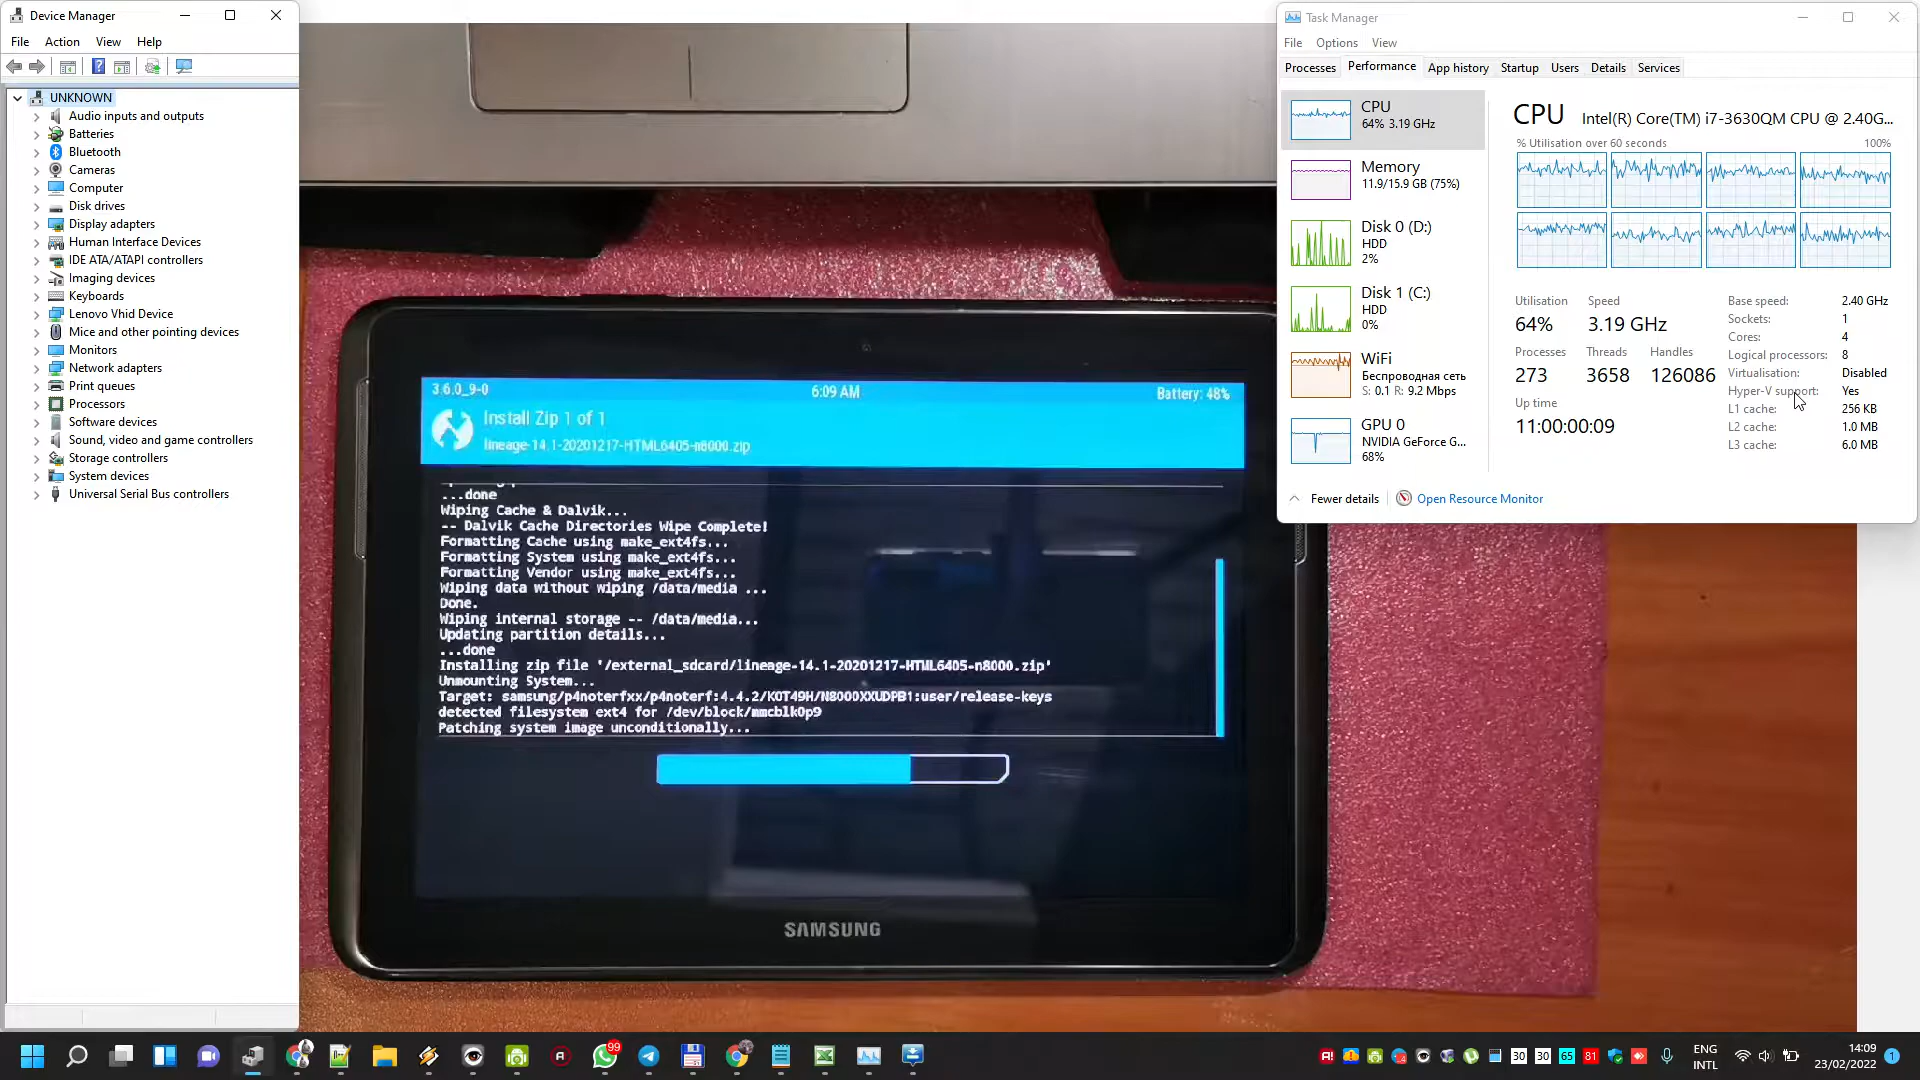 Device Manager
File Action View Help
UNKNOWN
Audio inputs and outputs
Batteries
Bluetooth
Cameras
Computer
Disk drives
Display adapters
Human Interface Devices
IDE ATA/ATAPI controllers
Imaging devices
Keyboards
Lenovo Vhid Device
Mice and other pointing devices
Monitors
Network adapters
Print queues
Processors
Software devices
Sound, video and game controllers
Storage controllers
System devices
Universal Serial Bus controllers
3.6.0_9-0 6:09 AM Battery: 48%
Install Zip 1 of 1
lineage-14.1-20201217-HTML6405-n8000.zip
...done
Wiping Cache & Dalvik...
-- Dalvik Cache Directories Wipe Complete!
Formatting Cache using make_ext4fs...
Formatting System using make_ext4fs...
Formatting Vendor using make_ext4fs...
Wiping data without wiping /data/media ...
Done.
Wiping internal storage -- /data/media...
Updating partition details...
...done
Installing zip file '/external_sdcard/lineage-14.1-20201217-HTML6405-n8000.zip'
Unmounting System...
Target: samsung/p4noterfxx/p4noterf:4.4.2/KOT49H/N8000XXUDPB1:user/release-keys
detected filesystem ext4 for /dev/block/mmcblk0p9
Patching system image unconditionally...
SAMSUNG
Task Manager
File Options View
Processes Performance App history Startup Users Details Services
CPU
64% 3.19 GHz
Memory
11.9/15.9 GB (75%)
Disk 0 (D:)
HDD
2%
Disk 1 (C:)
HDD
0%
WiFi
Беспроводная сеть
S: 0.1 R: 9.2 Mbps
GPU 0
NVIDIA GeForce G...
68%
CPU Intel(R) Core(TM) i7-3630QM CPU @ 2.40G...
% Utilisation over 60 seconds 100%
Utilisation Speed
64% 3.19 GHz
Processes Threads Handles
273 3658 126086
Up time
11:00:00:09
Base speed: 2.40 GHz
Sockets: 1
Cores: 4
Logical processors: 8
Virtualisation: Disabled
Hyper-V support: Yes
L1 cache: 256 KB
L2 cache: 1.0 MB
L3 cache: 6.0 MB
Fewer details Open Resource Monitor
99
30 30 65 81
ENG
INTL
14:09
23/02/2022
1